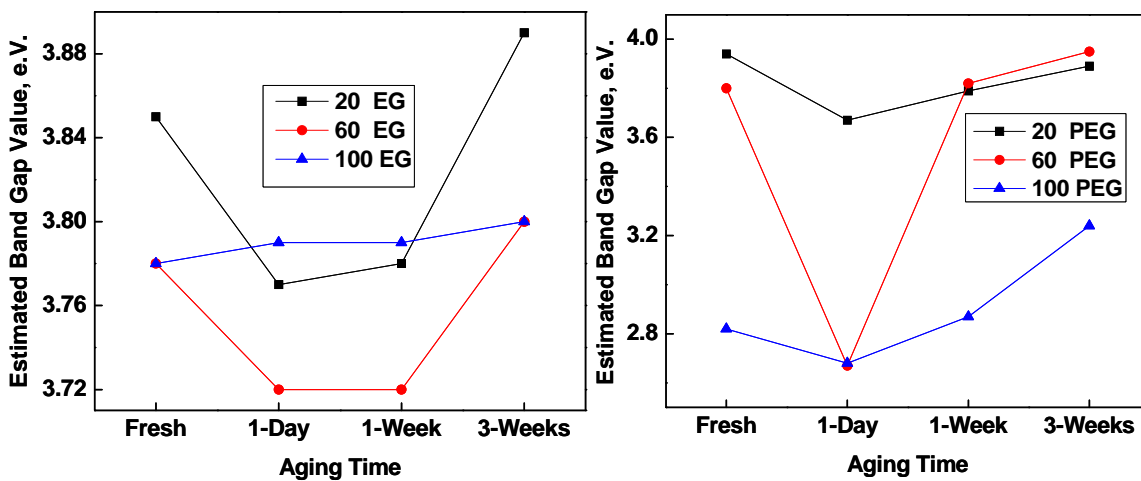 Estimated Band Gap Value, e.V.
3.88
3.84
3.80
3.76
3.72
20 EG
60 EG
100 EG
Fresh 1-Day 1-Week 3-Weeks
Aging Time
Estimated Band Gap Value, e.V.
4.0
3.6
3.2
2.8
20 PEG
60 PEG
100 PEG
Fresh 1-Day 1-Week 3-Weeks
Aging Time